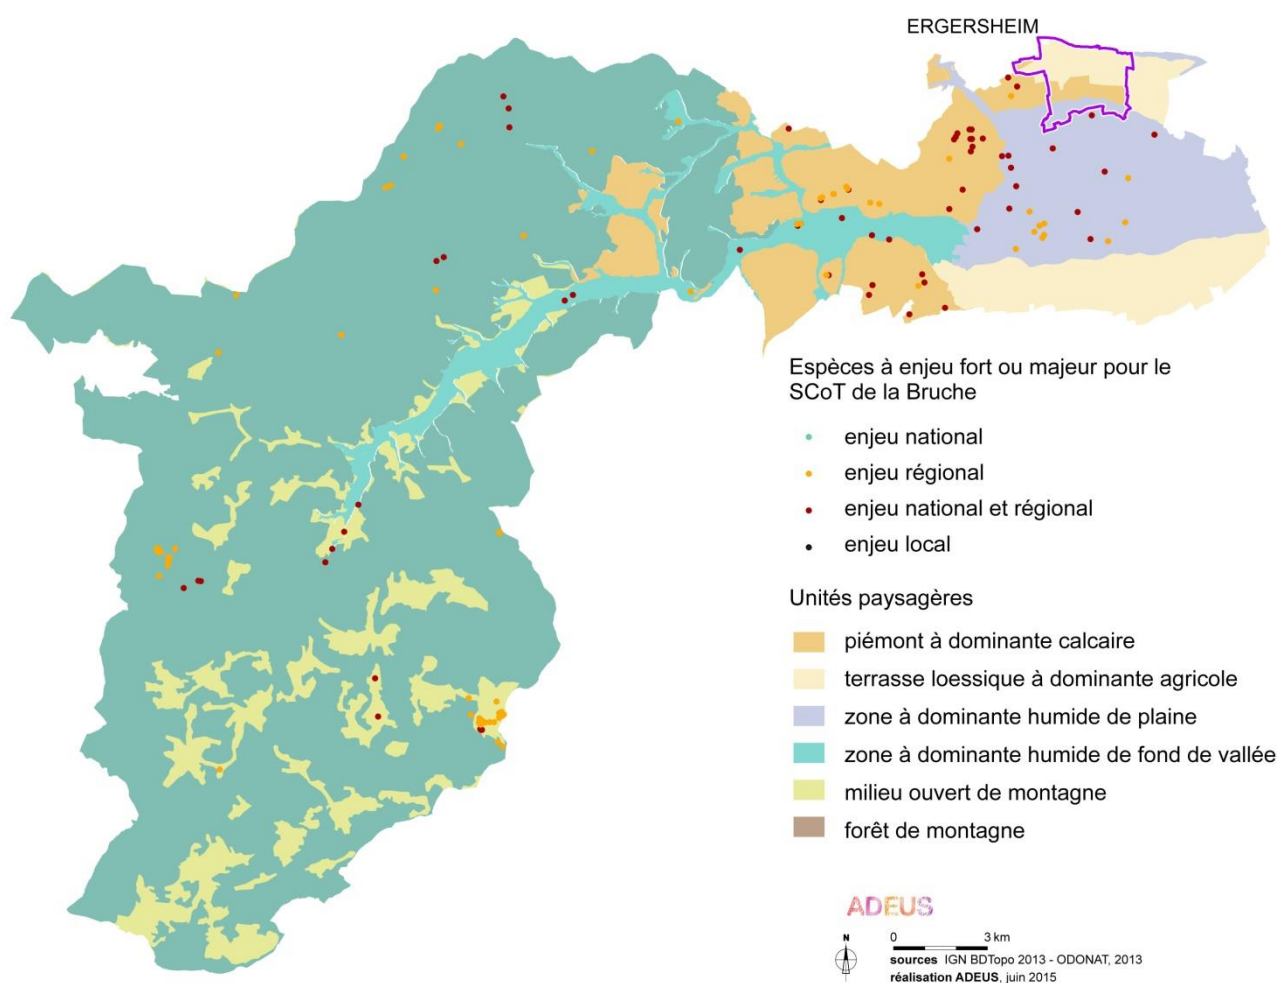 ERGERSHEIM
Espèces à enjeu fort ou majeur pour le
SCoT de la Bruche
enjeu national
enjeu régional
enjeu national et régional
enjeu local
Unités paysagères
piémont à dominante calcaire
terrasse loessique à dominante agricole
zone à dominante humide de plaine
zone à dominante humide de fond de vallée
milieu ouvert de montagne
forêt de montagne
ADEUS
N
0 3 km
sources IGN BDTopo 2013 - ODONAT, 2013
réalisation ADEUS, juin 2015